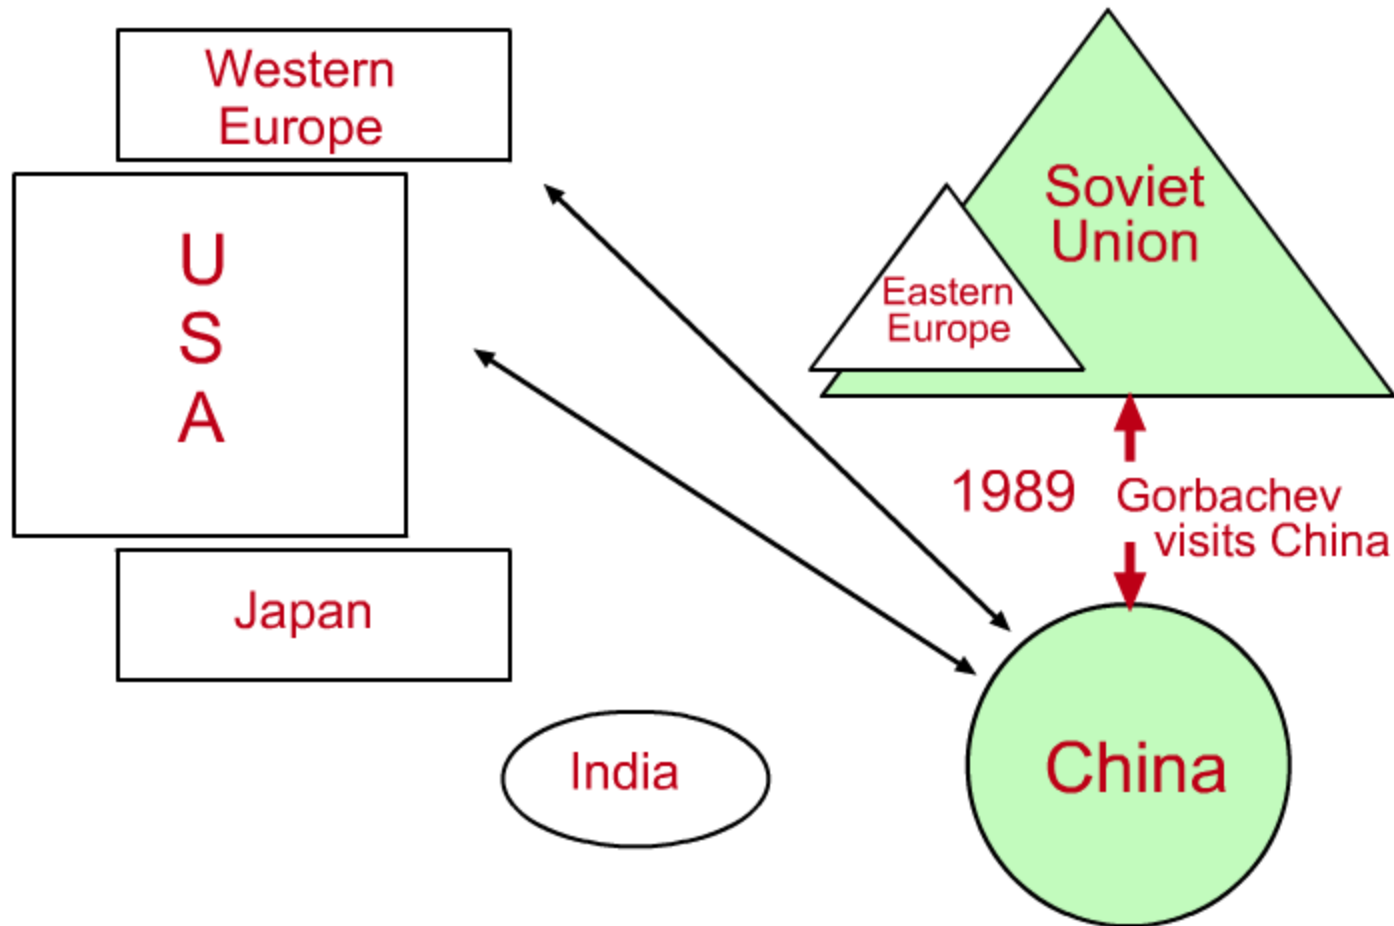 Western
Europe
U
S
A
Japan
India
Soviet
Union
Eastern
Europe
1989 Gorbachev
visits China
China